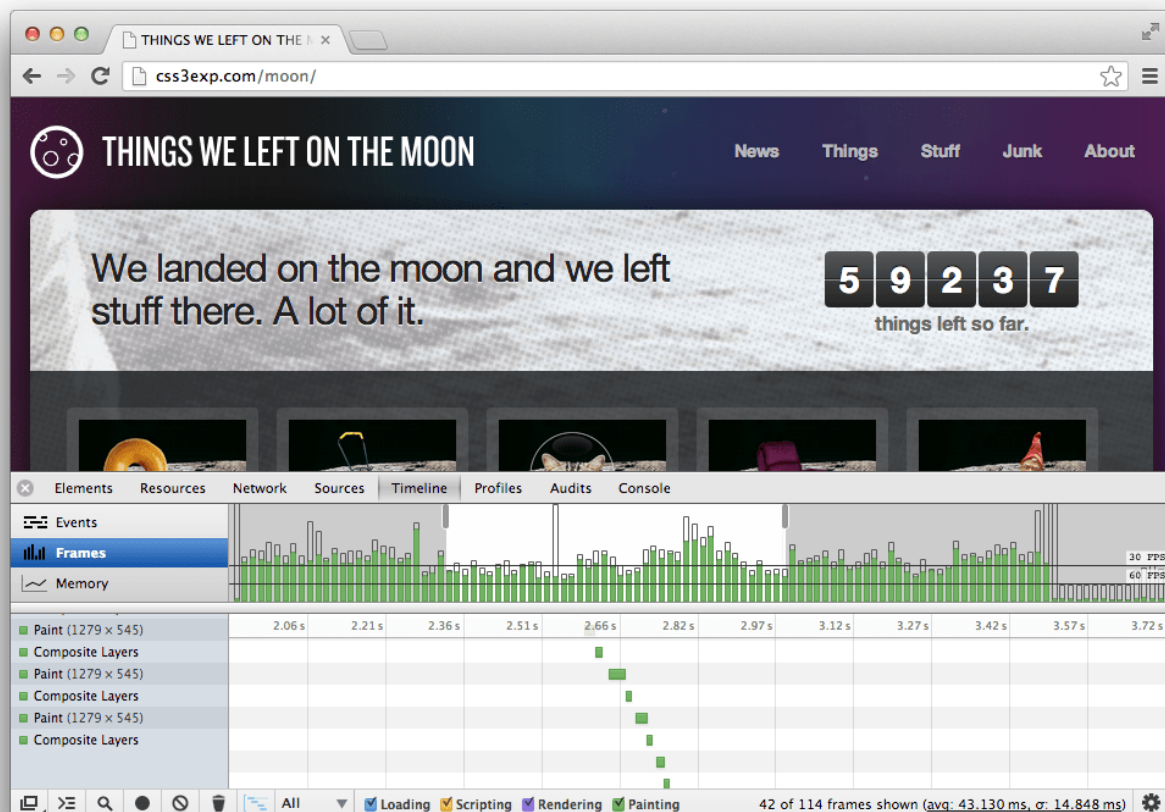 THINGS WE LEFT ON THE
css3exp.com/moon/
THINGS WE LEFT ON THE MOON
News Things Stuff Junk About
We landed on the moon and we left
stuff there. A lot of it.
5 9 2 3 7
things left so far.
Elements Resources Network Sources Timeline Profiles Audits Console
Events
Frames
Memory
30 FPS
60 FPS
2.06 s 2.21 s 2.36 s 2.51 s 2.66 s 2.82 s 2.97 s 3.12 s 3.27 s 3.42 s 3.57 s 3.72 s
Paint (1279 × 545)
Composite Layers
Paint (1279 × 545)
Composite Layers
Paint (1279 × 545)
Composite Layers
All Loading Scripting Rendering Painting 42 of 114 frames shown (avg: 43.130 ms, σ: 14.848 ms)